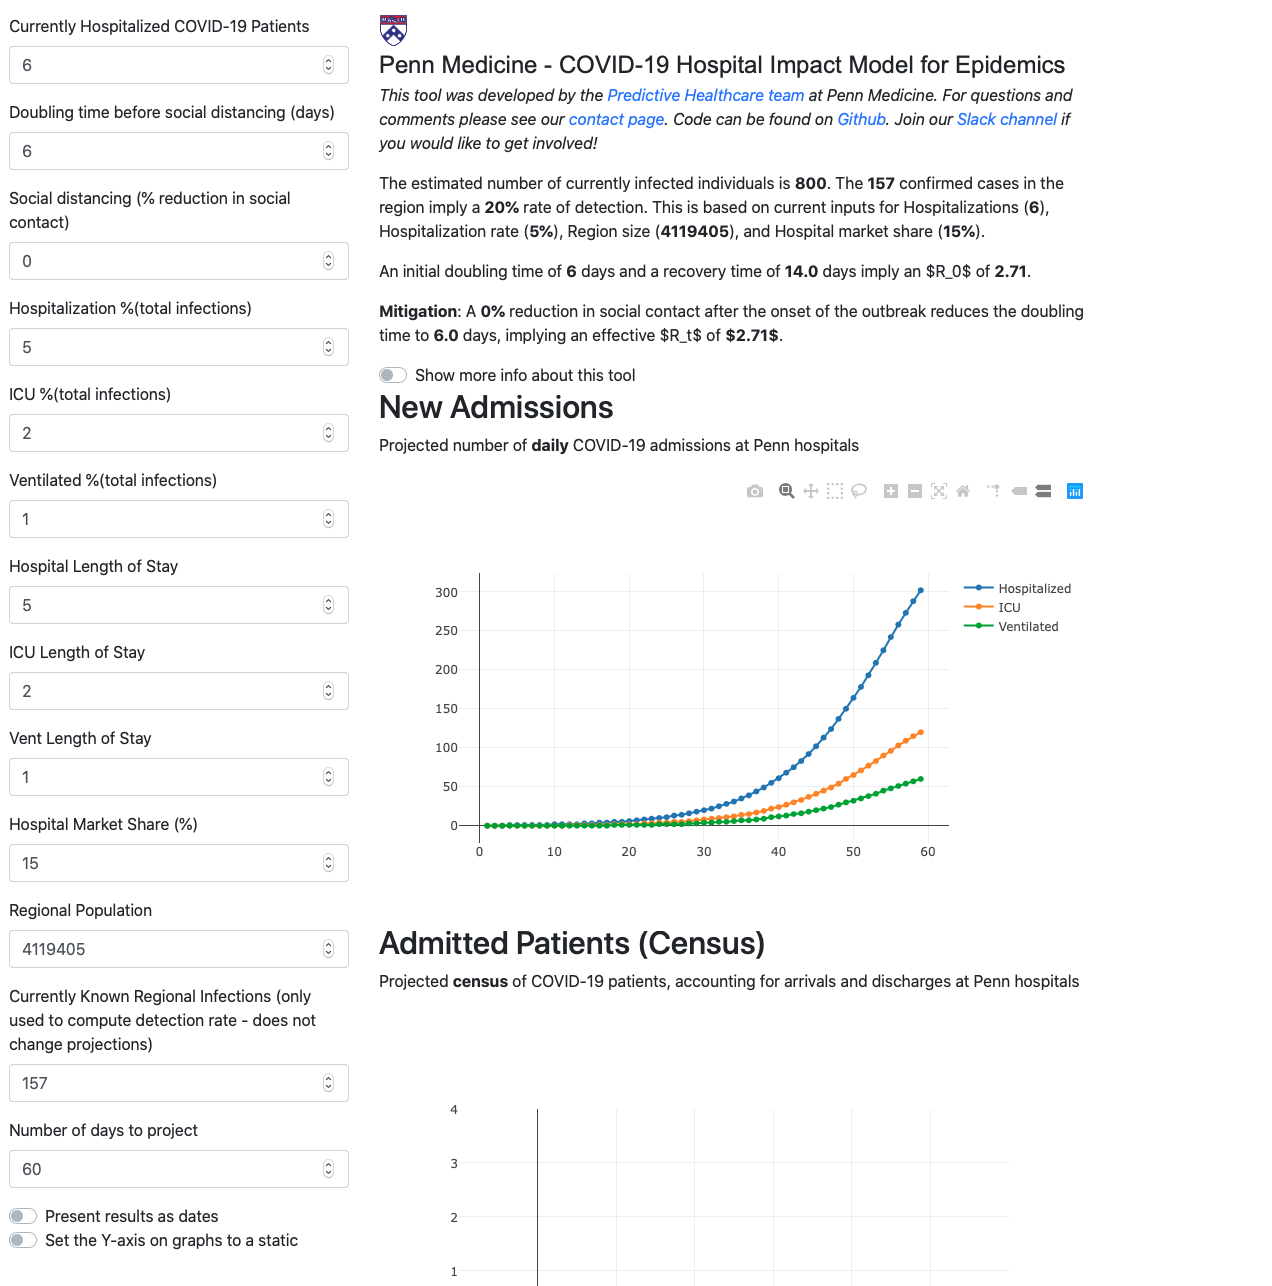 Currently Hospitalized COVID-19 Patients
6
Doubling time before social distancing (days)
6
Social distancing (% reduction in social
contact)
0
Hospitalization %(total infections)
5
ICU %(total infections)
2
Ventilated %(total infections)
1
Hospital Length of Stay
5
ICU Length of Stay
2
Vent Length of Stay
1
Hospital Market Share (%)
15
Regional Population
4119405
Currently Known Regional Infections (only
used to compute detection rate - does not
change projections)
157
Number of days to project
60
Present results as dates
Set the Y-axis on graphs to a static
Penn Medicine - COVID-19 Hospital Impact Model for Epidemics
This tool was developed by the Predictive Healthcare team at Penn Medicine. For questions and
comments please see our contact page. Code can be found on Github. Join our Slack channel if
you would like to get involved!
The estimated number of currently infected individuals is 800. The 157 confirmed cases in the
region imply a 20% rate of detection. This is based on current inputs for Hospitalizations (6),
Hospitalization rate (5%), Region size (4119405), and Hospital market share (15%).
An initial doubling time of 6 days and a recovery time of 14.0 days imply an $R_0$ of 2.71.
Mitigation: A 0% reduction in social contact after the onset of the outbreak reduces the doubling
time to 6.0 days, implying an effective $R_t$ of $2.71$.
Show more info about this tool
New Admissions
Projected number of daily COVID-19 admissions at Penn hospitals
300
250
200
150
100
50
0
0 10 20 30 40 50 60
Hospitalized
ICU
Ventilated
Admitted Patients (Census)
Projected census of COVID-19 patients, accounting for arrivals and discharges at Penn hospitals
4
3
2
1